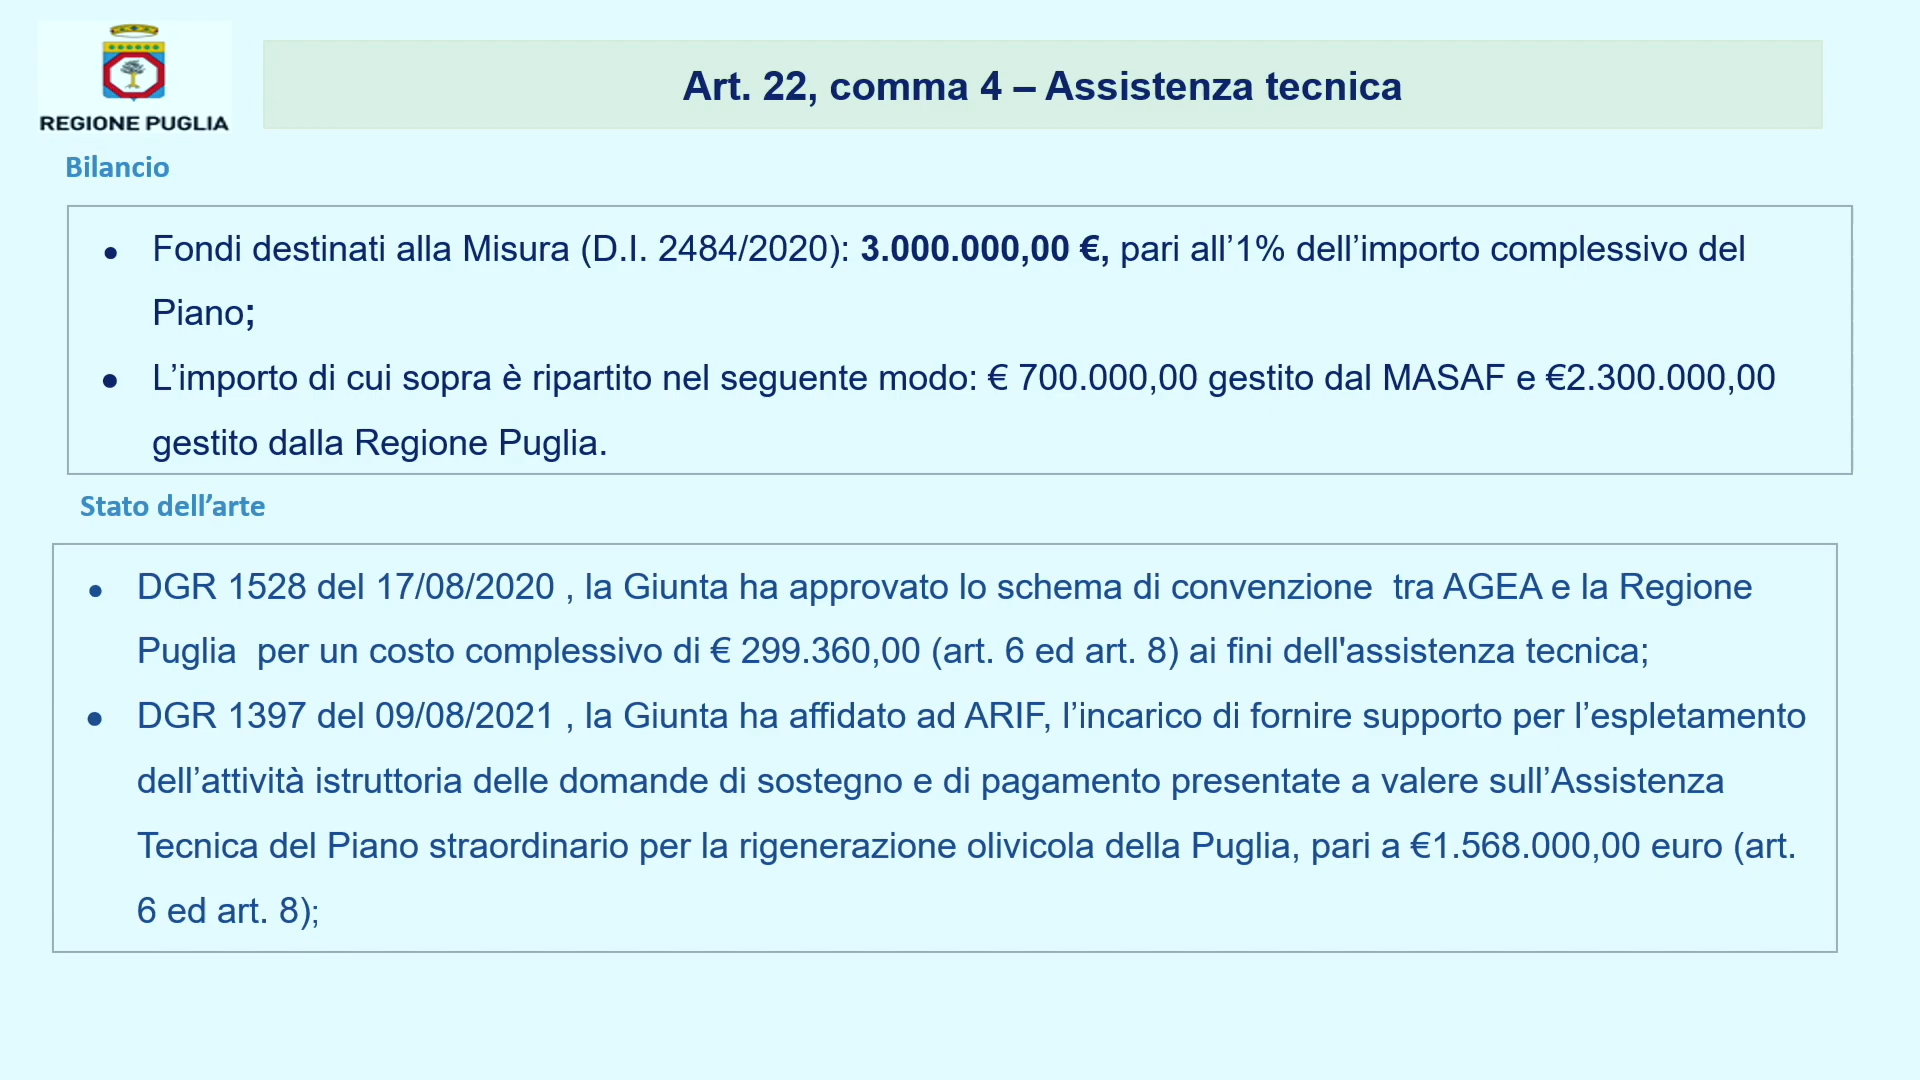 REGIONE PUGLIA
Art. 22, comma 4 – Assistenza tecnica
Bilancio
● Fondi destinati alla Misura (D.I. 2484/2020): 3.000.000,00 €, pari all’1% dell’importo complessivo del
Piano;
● L’importo di cui sopra è ripartito nel seguente modo: € 700.000,00 gestito dal MASAF e €2.300.000,00
gestito dalla Regione Puglia.
Stato dell’arte
● DGR 1528 del 17/08/2020 , la Giunta ha approvato lo schema di convenzione  tra AGEA e la Regione
Puglia  per un costo complessivo di € 299.360,00 (art. 6 ed art. 8) ai fini dell'assistenza tecnica;
● DGR 1397 del 09/08/2021 , la Giunta ha affidato ad ARIF, l’incarico di fornire supporto per l’espletamento
dell’attività istruttoria delle domande di sostegno e di pagamento presentate a valere sull’Assistenza
Tecnica del Piano straordinario per la rigenerazione olivicola della Puglia, pari a €1.568.000,00 euro (art.
6 ed art. 8);